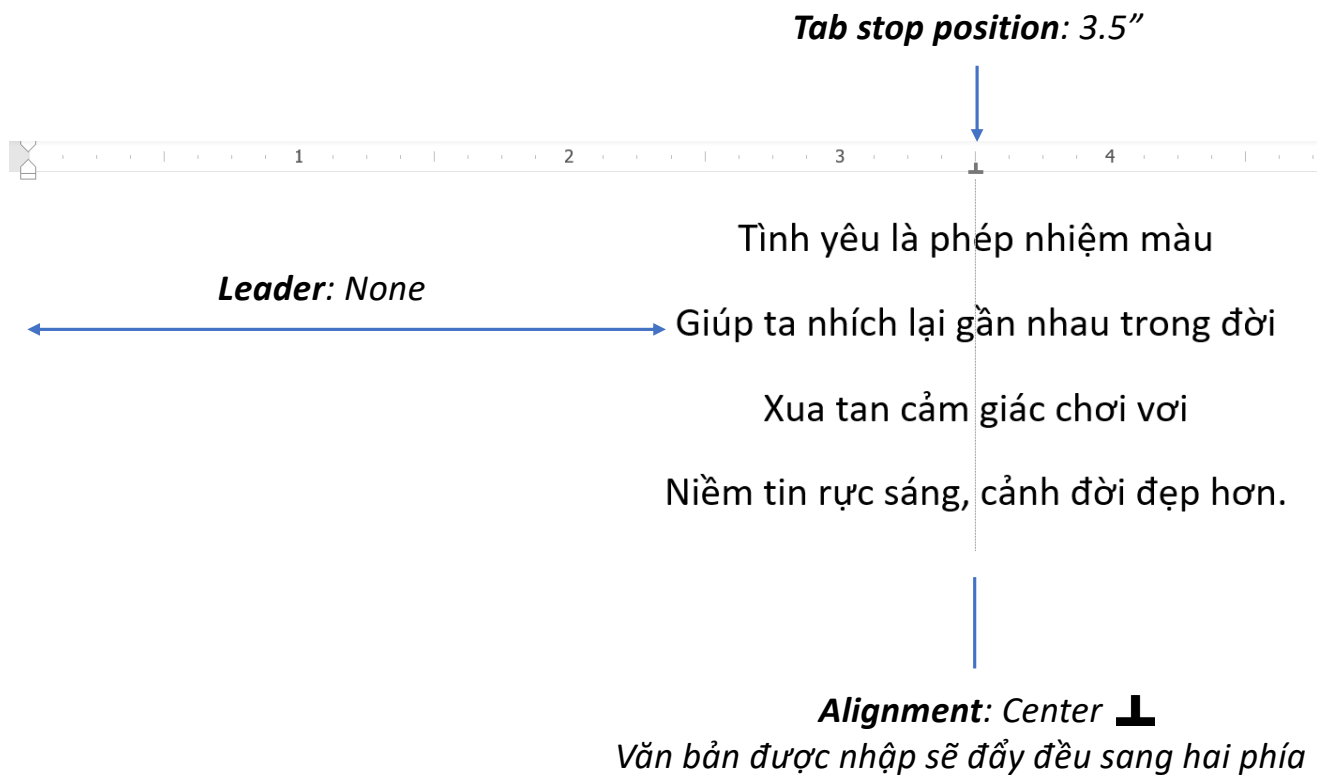 Tab stop position: 3.5”
1 2 3 4
Tình yêu là phép nhiệm màu
Leader: None
Giúp ta nhích lại gần nhau trong đời
Xua tan cảm giác chơi vơi
Niềm tin rực sáng, cảnh đời đẹp hơn.
Alignment: Center
Văn bản được nhập sẽ đẩy đều sang hai phía